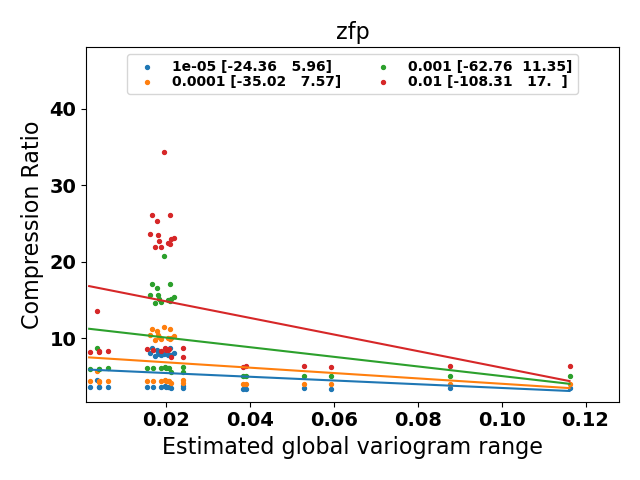 zfp
1e-05 [-24.36 5.96]
0.0001 [-35.02 7.57]
0.001 [-62.76 11.35]
0.01 [-108.31 17. ]
Compression Ratio
40
30
20
10
0.02 0.04 0.06 0.08 0.10 0.12
Estimated global variogram range